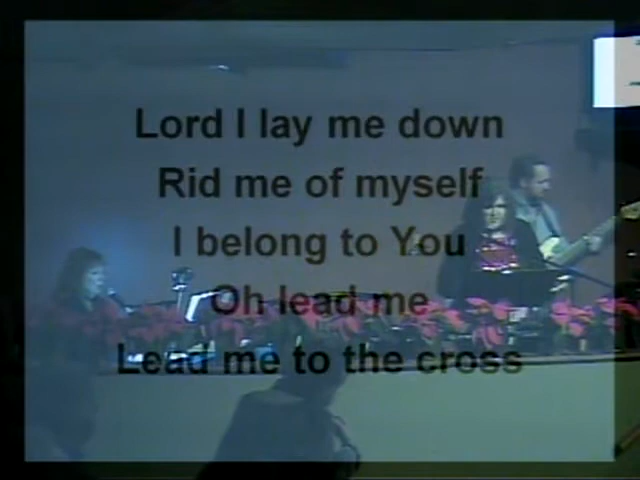 Lord I lay me down
Rid me of myself
I belong to You
Oh lead me
Lead me to the cross